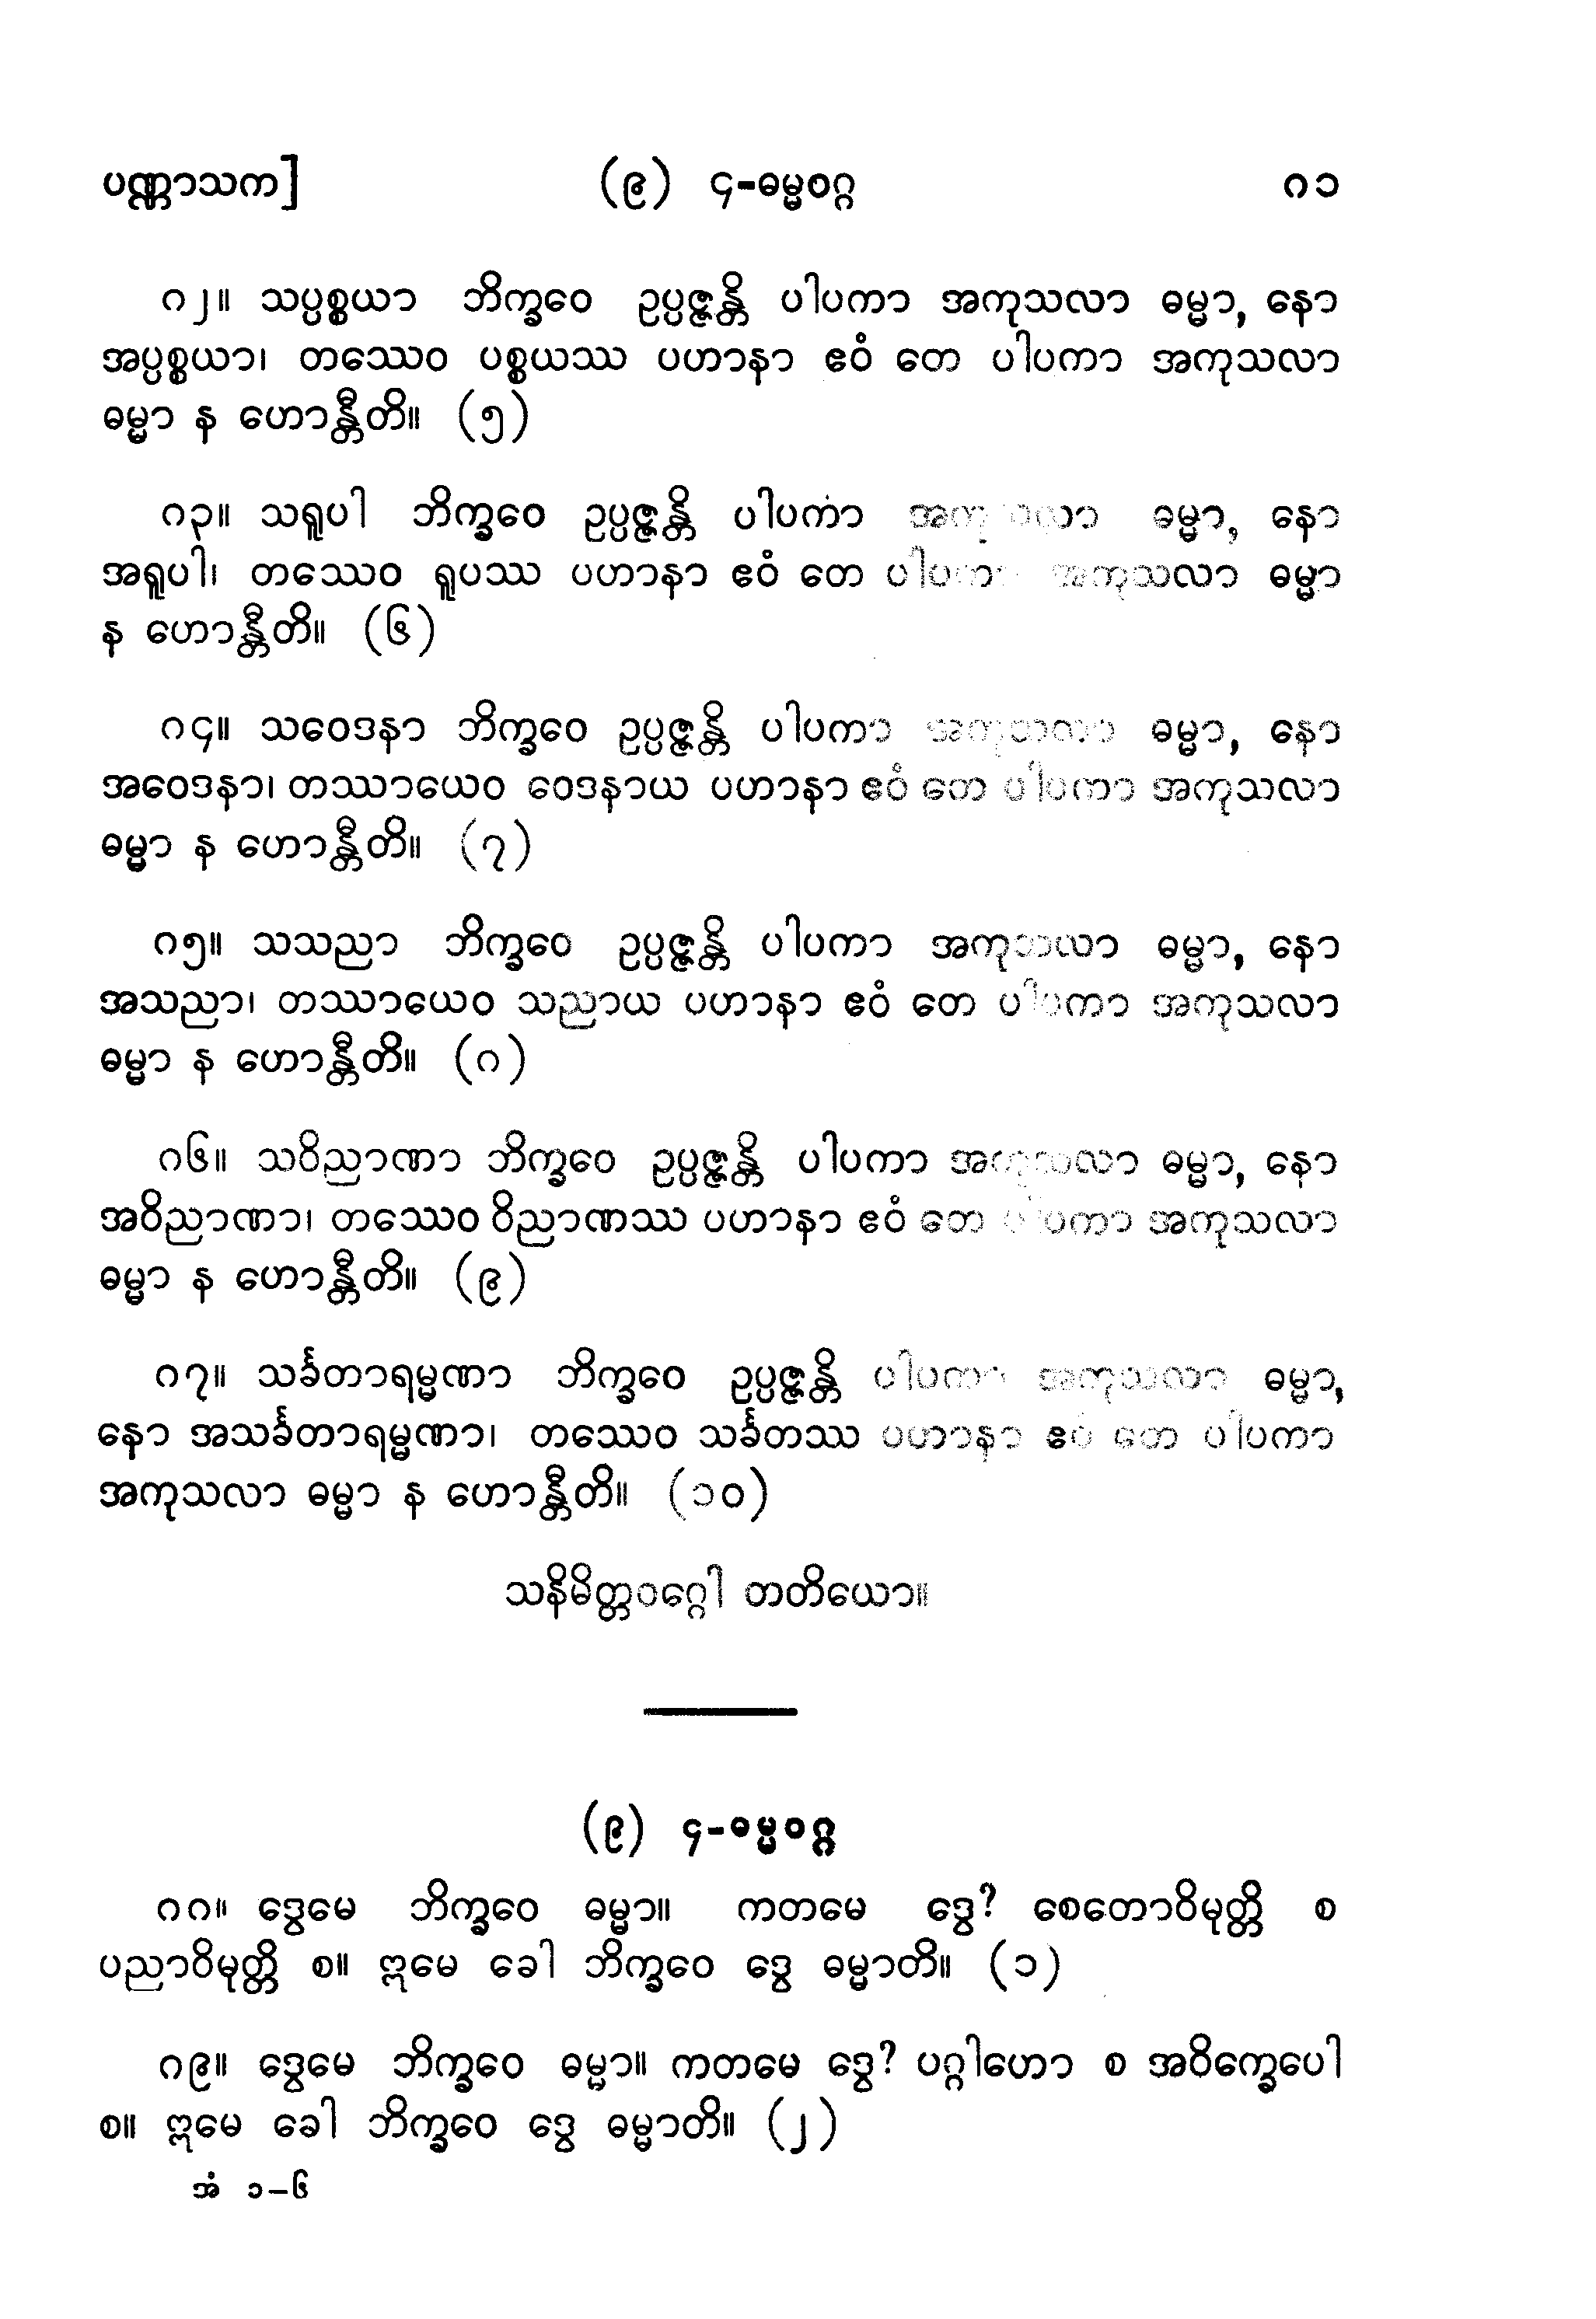 ပဏ္ဏာသက] (၉) ၄-ဓမ္မဝဂ္ဂ ၈၁
၈၂။ သပ္ပစ္စယာ ဘိက္ခဝေ ဥပ္ပဇ္ဇန္တိ ပါပကာ အကုသလာ ဓမ္မာ, နော
အပ္ပစ္စယာ၊ တဿေဝ ပစ္စယဿ ပဟာနာ ဧဝံ တေ ပါပကာ အကုသလာ
ဓမ္မာ န ဟောန္တီတိ။ (၅)
၈၃။ သရူပါ ဘိက္ခဝေ ဥပ္ပဇ္ဇန္တိ ပါပကာ အကုသလာ ဓမ္မာ, နော
အရူပါ၊ တဿေဝ ရူပဿ ပဟာနာ ဧဝံ တေ ပါပကာ အကုသလာ ဓမ္မာ
န ဟောန္တီတိ။ (၆)
၈၄။ သဝေဒနာ ဘိက္ခဝေ ဥပ္ပဇ္ဇန္တိ ပါပကာ အကုသလာ ဓမ္မာ, နော
အဝေဒနာ၊ တဿာယေဝ ဝေဒနာယ ပဟာနာ ဧဝံ တေ ပါပကာ အကုသလာ
ဓမ္မာ န ဟောန္တီတိ။ (၇)
၈၅။ သသညာ ဘိက္ခဝေ ဥပ္ပဇ္ဇန္တိ ပါပကာ အကုသလာ ဓမ္မာ, နော
အသညာ၊ တဿာယေဝ သညာယ ပဟာနာ ဧဝံ တေ ပါပကာ အကုသလာ
ဓမ္မာ န ဟောန္တီတိ။ (၈)
၈၆။ သဝိညာဏာ ဘိက္ခဝေ ဥပ္ပဇ္ဇန္တိ ပါပကာ အကုသလာ ဓမ္မာ, နော
အဝိညာဏာ၊ တဿေဝ ဝိညာဏဿ ပဟာနာ ဧဝံ တေ ပါပကာ အကုသလာ
ဓမ္မာ န ဟောန္တီတိ။ (၉)
၈၇။ သင်္ခတာရမ္မဏာ ဘိက္ခဝေ ဥပ္ပဇ္ဇန္တိ ပါပကာ အကုသလာ ဓမ္မာ,
နော အသင်္ခတာရမ္မဏာ၊ တဿေဝ သင်္ခတဿ ပဟာနာ ဧဝံ တေ ပါပကာ
အကုသလာ ဓမ္မာ န ဟောန္တီတိ။ (၁၀)
သနိမိတ္တဝဂ္ဂေါ တတိယော။
(၉) ၄-ဓမ္မဝဂ္ဂ
၈၈။ ဒွေမေ ဘိက္ခဝေ ဓမ္မာ။ ကတမေ ဒွေ? စေတောဝိမုတ္တိ စ
ပညာဝိမုတ္တိ စ။ ဣမေ ခေါ ဘိက္ခဝေ ဒွေ ဓမ္မာတိ။ (၁)
၈၉။ ဒွေမေ ဘိက္ခဝေ ဓမ္မာ။ ကတမေ ဒွေ? ပဂ္ဂါဟော စ အဝိက္ခေပေါ
စ။ ဣမေ ခေါ ဘိက္ခဝေ ဒွေ ဓမ္မာတိ။ (၂)
အံ ၁–၆